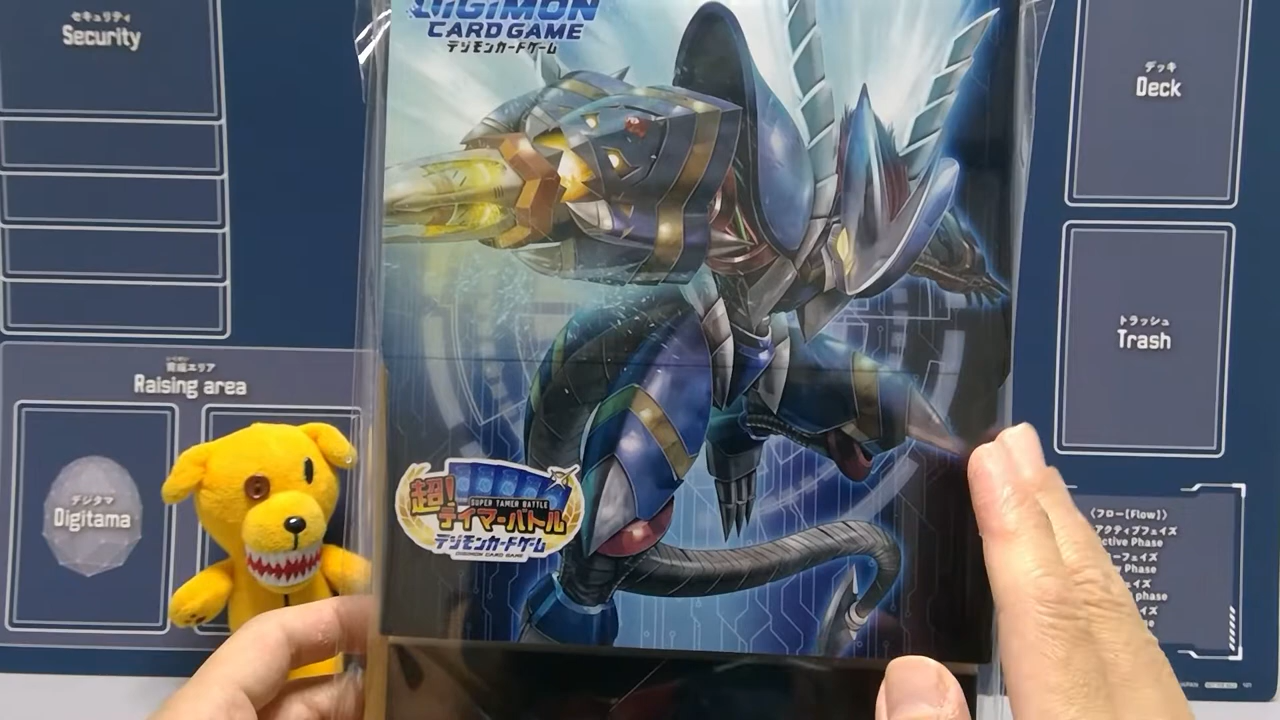 セキュリティ
Security
DIGIMON
CARD GAME
デジモンカードゲーム
デッキ
Deck
トラッシュ
Trash
育成エリア
Raising area
デジタマ
Digitama
超!
SUPER TAMER BATTLE
テイマーバトル
デジモンカードゲーム
DIGIMON CARD GAME
〈フロー[Flow]〉
アクティブフェイズ
ctive Phase
ーフェイズ
Phase
ェイズ
phase
イズ